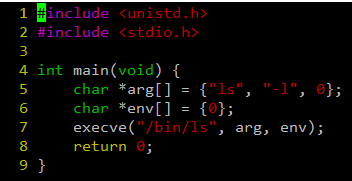 1 #include <unistd.h>
2 #include <stdio.h>
3
4 int main(void) {
5     char *arg[] = {"ls", "-l", 0};
6     char *env[] = {0};
7     execve("/bin/ls", arg, env);
8     return 0;
9 }